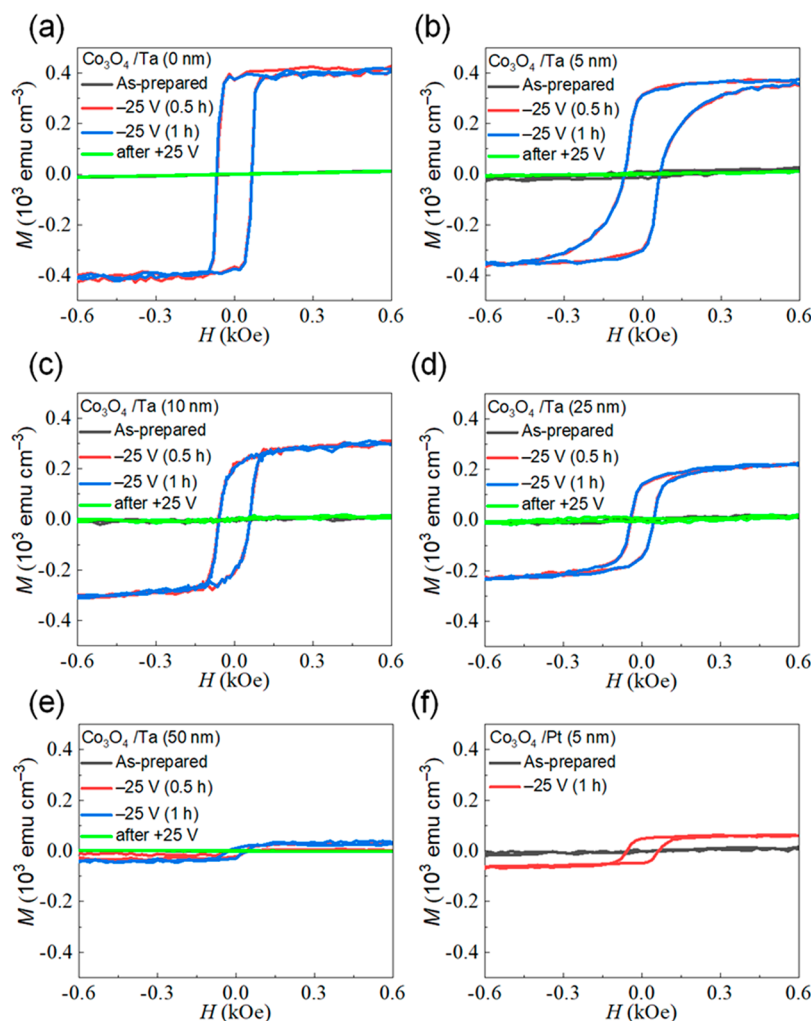 (a)
Co₃O₄ /Ta (0 nm)
As-prepared
–25 V (0.5 h)
–25 V (1 h)
after +25 V
0.4
0.2
0.0
-0.2
-0.4
M (10³ emu cm⁻³)
-0.6 -0.3 0.0 0.3 0.6
H (kOe)
(b)
Co₃O₄ /Ta (5 nm)
As-prepared
–25 V (0.5 h)
–25 V (1 h)
after +25 V
0.4
0.2
0.0
-0.2
-0.4
M (10³ emu cm⁻³)
-0.6 -0.3 0.0 0.3 0.6
H (kOe)
(c)
Co₃O₄ /Ta (10 nm)
As-prepared
–25 V (0.5 h)
–25 V (1 h)
after +25 V
0.4
0.2
0.0
-0.2
-0.4
M (10³ emu cm⁻³)
-0.6 -0.3 0.0 0.3 0.6
H (kOe)
(d)
Co₃O₄ /Ta (25 nm)
As-prepared
–25 V (0.5 h)
–25 V (1 h)
after +25 V
0.4
0.2
0.0
-0.2
-0.4
M (10³ emu cm⁻³)
-0.6 -0.3 0.0 0.3 0.6
H (kOe)
(e)
Co₃O₄ /Ta (50 nm)
As-prepared
–25 V (0.5 h)
–25 V (1 h)
after +25 V
0.4
0.2
0.0
-0.2
-0.4
M (10³ emu cm⁻³)
-0.6 -0.3 0.0 0.3 0.6
H (kOe)
(f)
Co₃O₄ /Pt (5 nm)
As-prepared
–25 V (1 h)
0.4
0.2
0.0
-0.2
-0.4
M (10³ emu cm⁻³)
-0.6 -0.3 0.0 0.3 0.6
H (kOe)